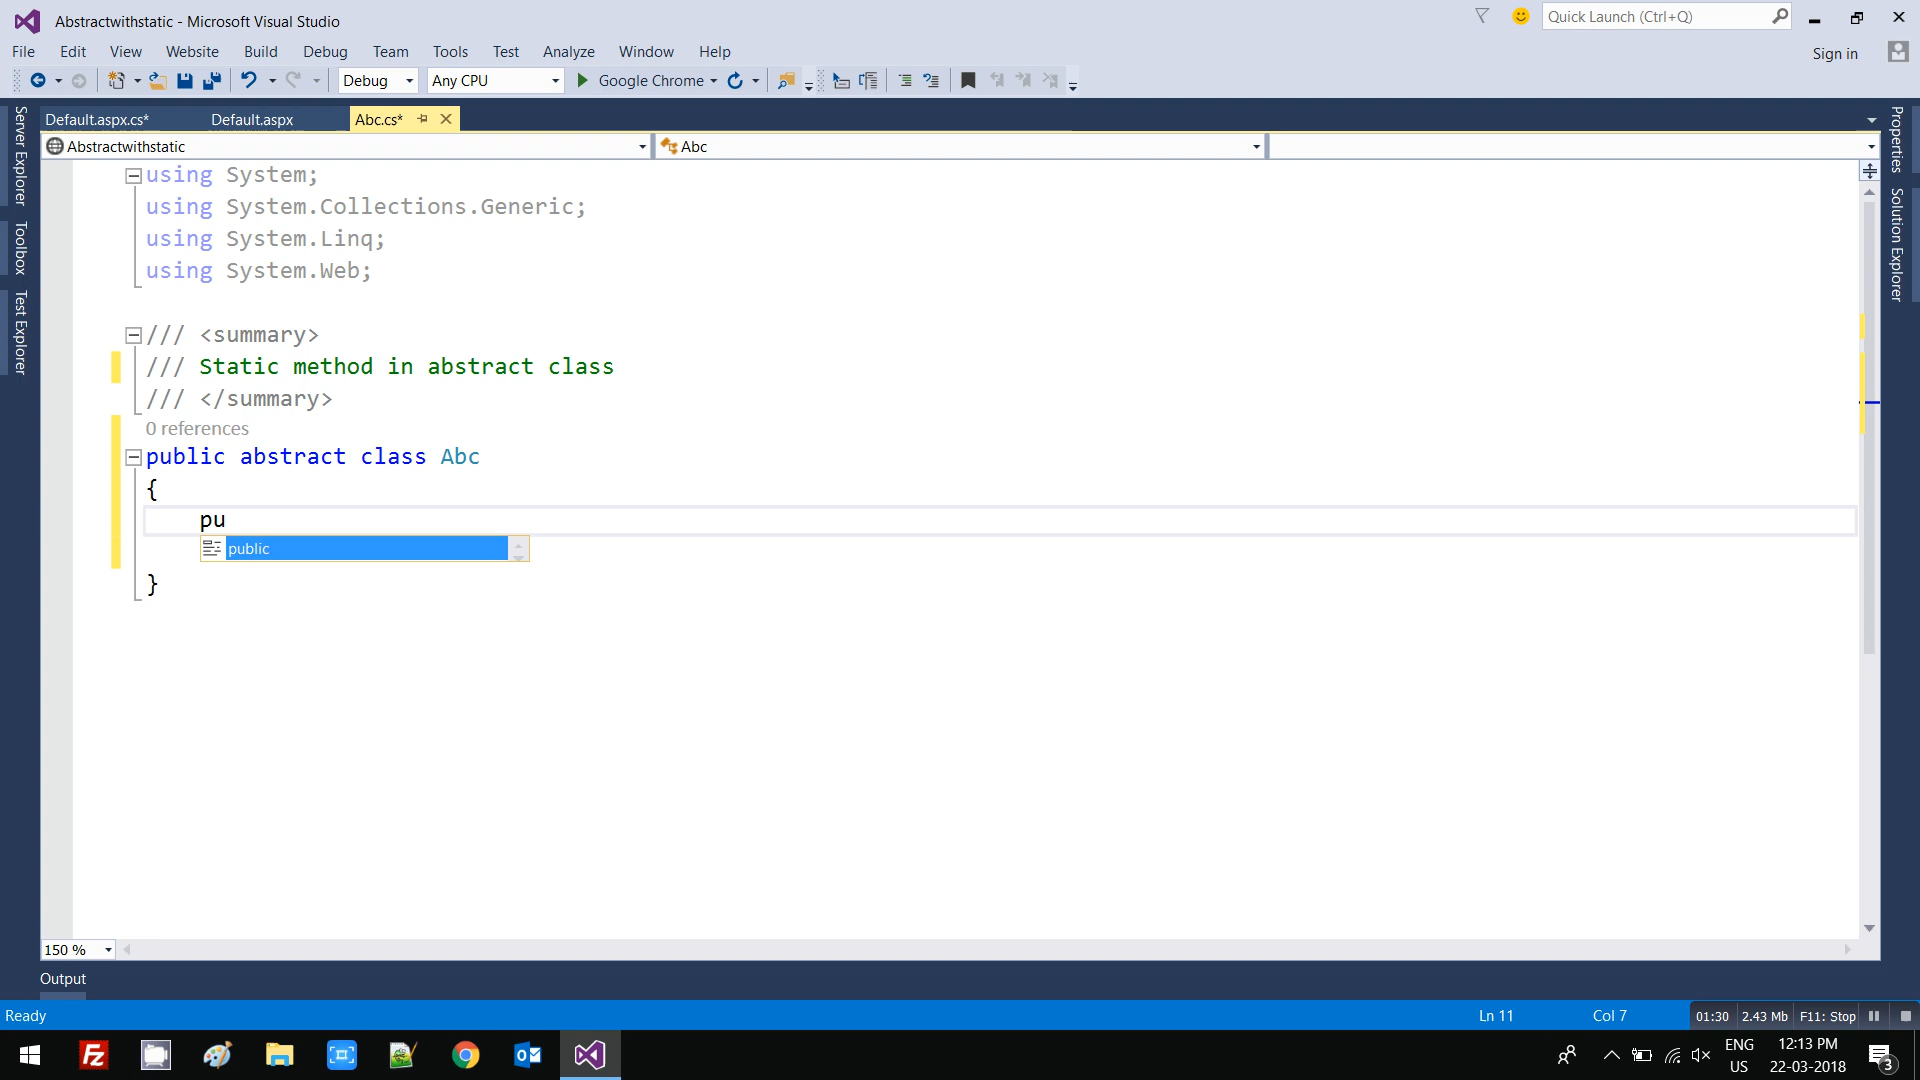 Abstractwithstatic - Microsoft Visual Studio
Quick Launch (Ctrl+Q)
File Edit View Website Build Debug Team Tools Test Analyze Window Help
Sign in
Debug Any CPU Google Chrome
Server Explorer
Toolbox
Test Explorer
Default.aspx.cs* Default.aspx Abc.cs*
Properties
Solution Explorer
Abstractwithstatic Abc
using System;
using System.Collections.Generic;
using System.Linq;
using System.Web;
/// <summary>
/// Static method in abstract class
/// </summary>
0 references
public abstract class Abc
{
pu
public
}
150 %
Output
Ready Ln 11 Col 7 01:30 2.43 Mb F11: Stop
ENG 12:13 PM
US 22-03-2018 3